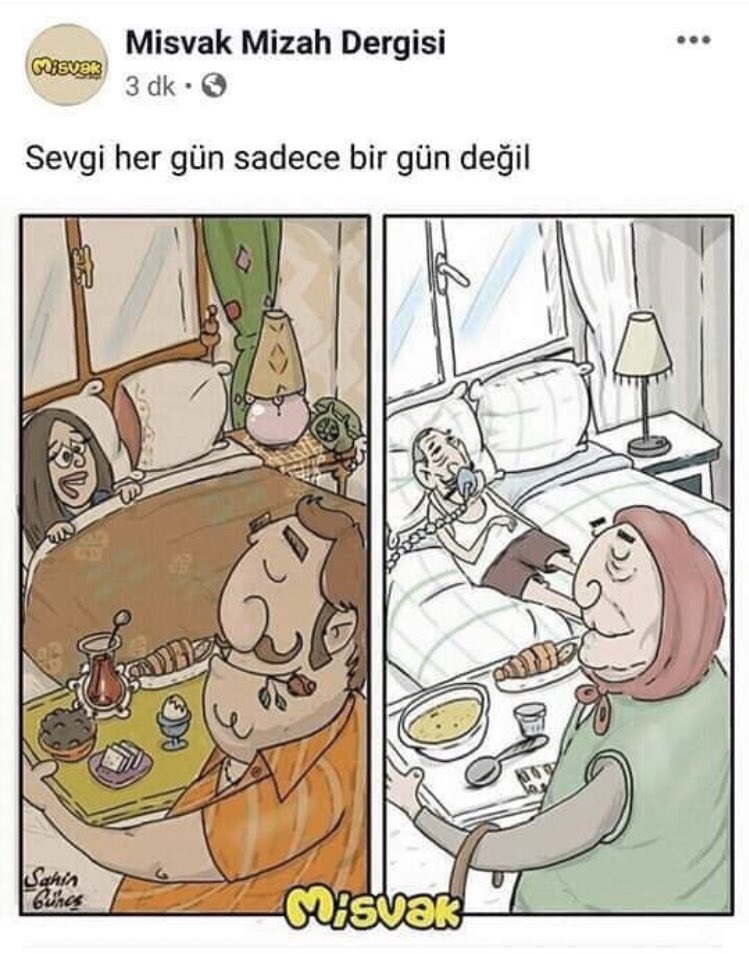 Misvak Mizah Dergisi
Misvak
3 dk
Sevgi her gün sadece bir gün değil
Şahin
Güneş
Misvak